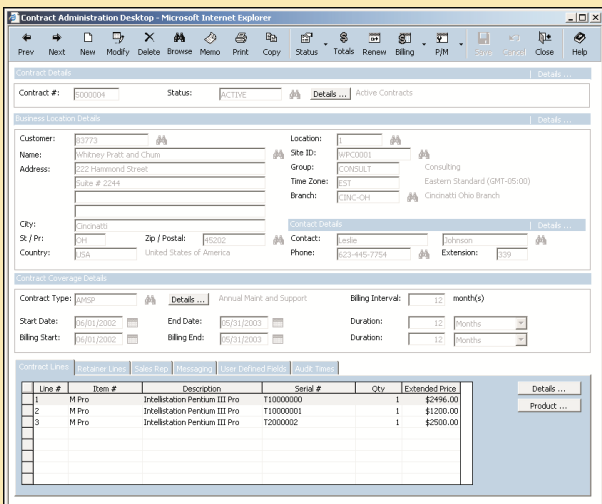 Contract Administration Desktop - Microsoft Internet Explorer
Prev Next New Modify Delete Browse Memo Print Copy Status Totals Renew Billing P/M Save Cancel Close Help
Contract Details | Details ...
Contract #: S000004 Status: ACTIVE Details ... Active Contracts
Business Location Details | Details ...
Customer: 83773 Location: 1
Name: Whitney Pratt and Chum Site ID: WPC0001
Address: 222 Hammond Street Group: CONSULT Consulting
Suite # 2244 Time Zone: EST Eastern Standard (GMT-05:00)
Branch: CINC-OH Cincinnati Ohio Branch
City: Cincinatti Contact Details | Details ...
St / Pr: OH Zip / Postal: 45202 Contact: Leslie Johnson
Country: USA United States of America Phone: 623-445-7754 Extension: 339
Contract Coverage Details
Contract Type: AMSP Details ... Annual Maint and Support Billing Interval: 12 month(s)
Start Date: 06/01/2002 End Date: 05/31/2003 Duration: 12 Months
Billing Start: 06/01/2002 Billing End: 05/31/2003 Duration: 12 Months
Contract Lines Retainer Lines Sales Rep Messaging User Defined Fields Audit Times
Line # Item # Description Serial # Qty Extended Price Details ...
1 M Pro Intellistation Pentium III Pro T10000000 1 $2496.00 Product ...
2 M Pro Intellistation Pentium III Pro T10000001 1 $1200.00
3 M Pro Intellistation Pentium III Pro T2000002 1 $2500.00